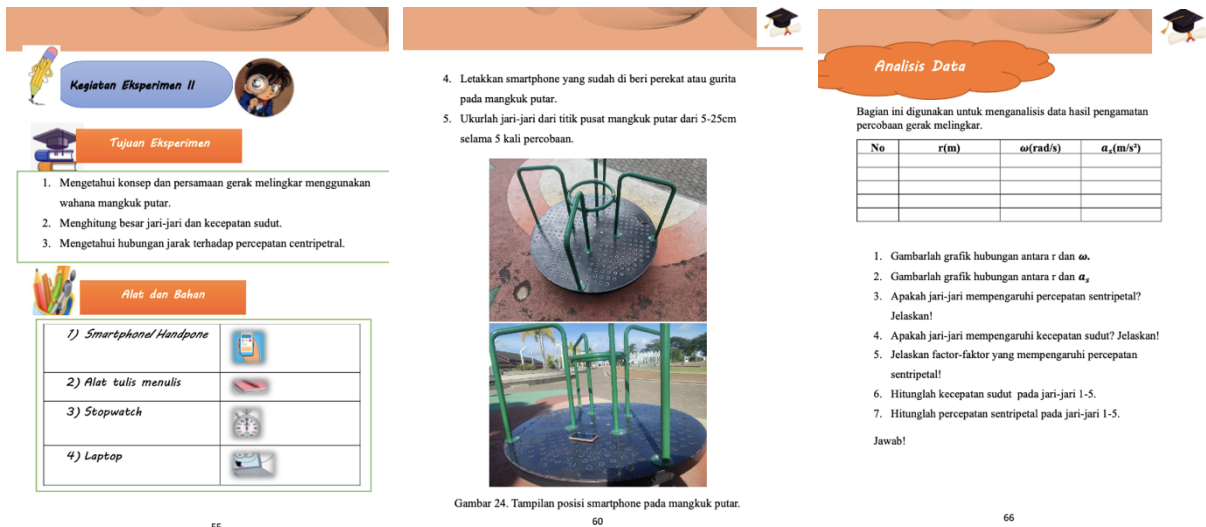 Kegiatan Eksperimen II
Tujuan Eksperimen
1. Mengetahui konsep dan persamaan gerak melingkar menggunakan
wahana mangkuk putar.
2. Menghitung besar jari-jari dan kecepatan sudut.
3. Mengetahui hubungan jarak terhadap percepatan centripetral.
Alat dan Bahan
1) Smartphone/Handpone
2) Alat tulis menulis
3) Stopwatch
4) Laptop
55
4. Letakkan smartphone yang sudah di beri perekat atau gurita
pada mangkuk putar.
5. Ukurlah jari-jari dari titik pusat mangkuk putar dari 5-25cm
selama 5 kali percobaan.
Gambar 24. Tampilan posisi smartphone pada mangkuk putar.
60
Analisis Data
Bagian ini digunakan untuk menganalisis data hasil pengamatan
percobaan gerak melingkar.
No r(m) ω(rad/s) aₛ(m/s²)
1. Gambarlah grafik hubungan antara r dan ω.
2. Gambarlah grafik hubungan antara r dan aₛ
3. Apakah jari-jari mempengaruhi percepatan sentripetal?
Jelaskan!
4. Apakah jari-jari mempengaruhi kecepatan sudut? Jelaskan!
5. Jelaskan factor-faktor yang mempengaruhi percepatan
sentripetal!
6. Hitunglah kecepatan sudut pada jari-jari 1-5.
7. Hitunglah percepatan sentripetal pada jari-jari 1-5.
Jawab!
66